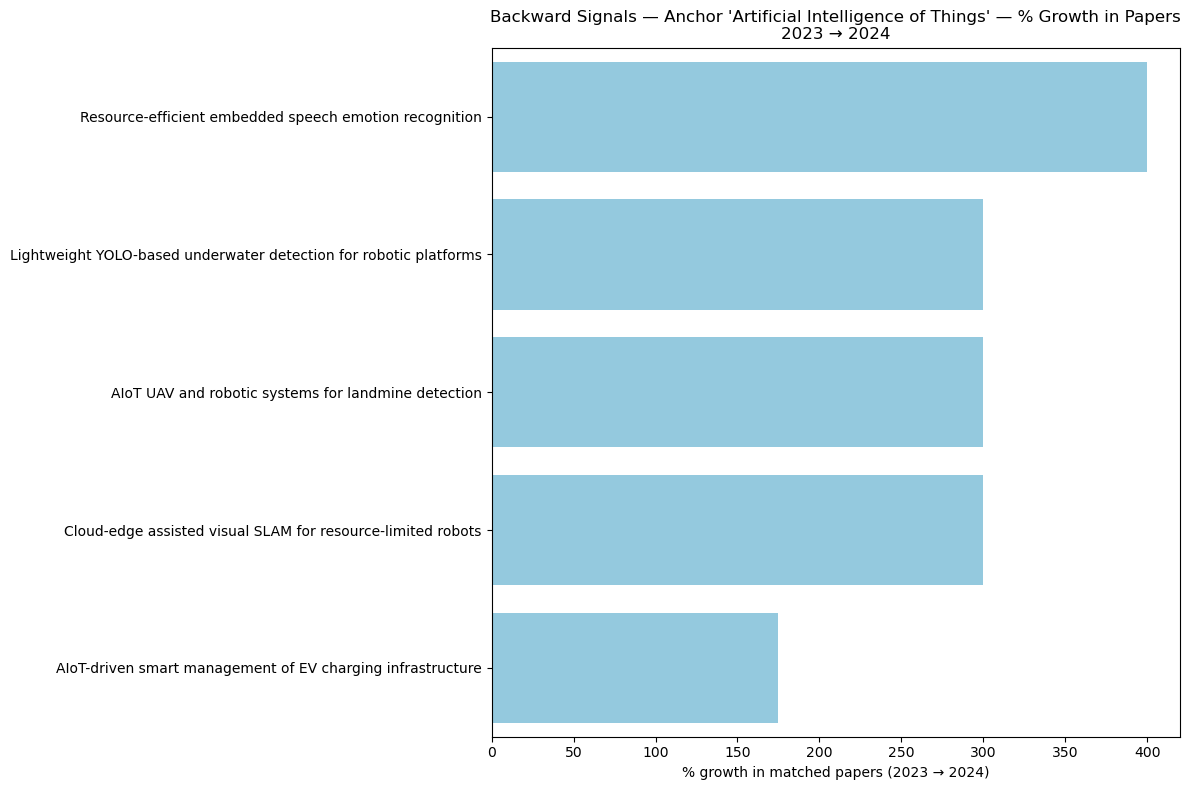 Backward Signals — Anchor 'Artificial Intelligence of Things' — % Growth in Papers
2023 → 2024
Resource-efficient embedded speech emotion recognition
Lightweight YOLO-based underwater detection for robotic platforms
AIoT UAV and robotic systems for landmine detection
Cloud-edge assisted visual SLAM for resource-limited robots
AIoT-driven smart management of EV charging infrastructure
0 50 100 150 200 250 300 350 400
% growth in matched papers (2023 → 2024)